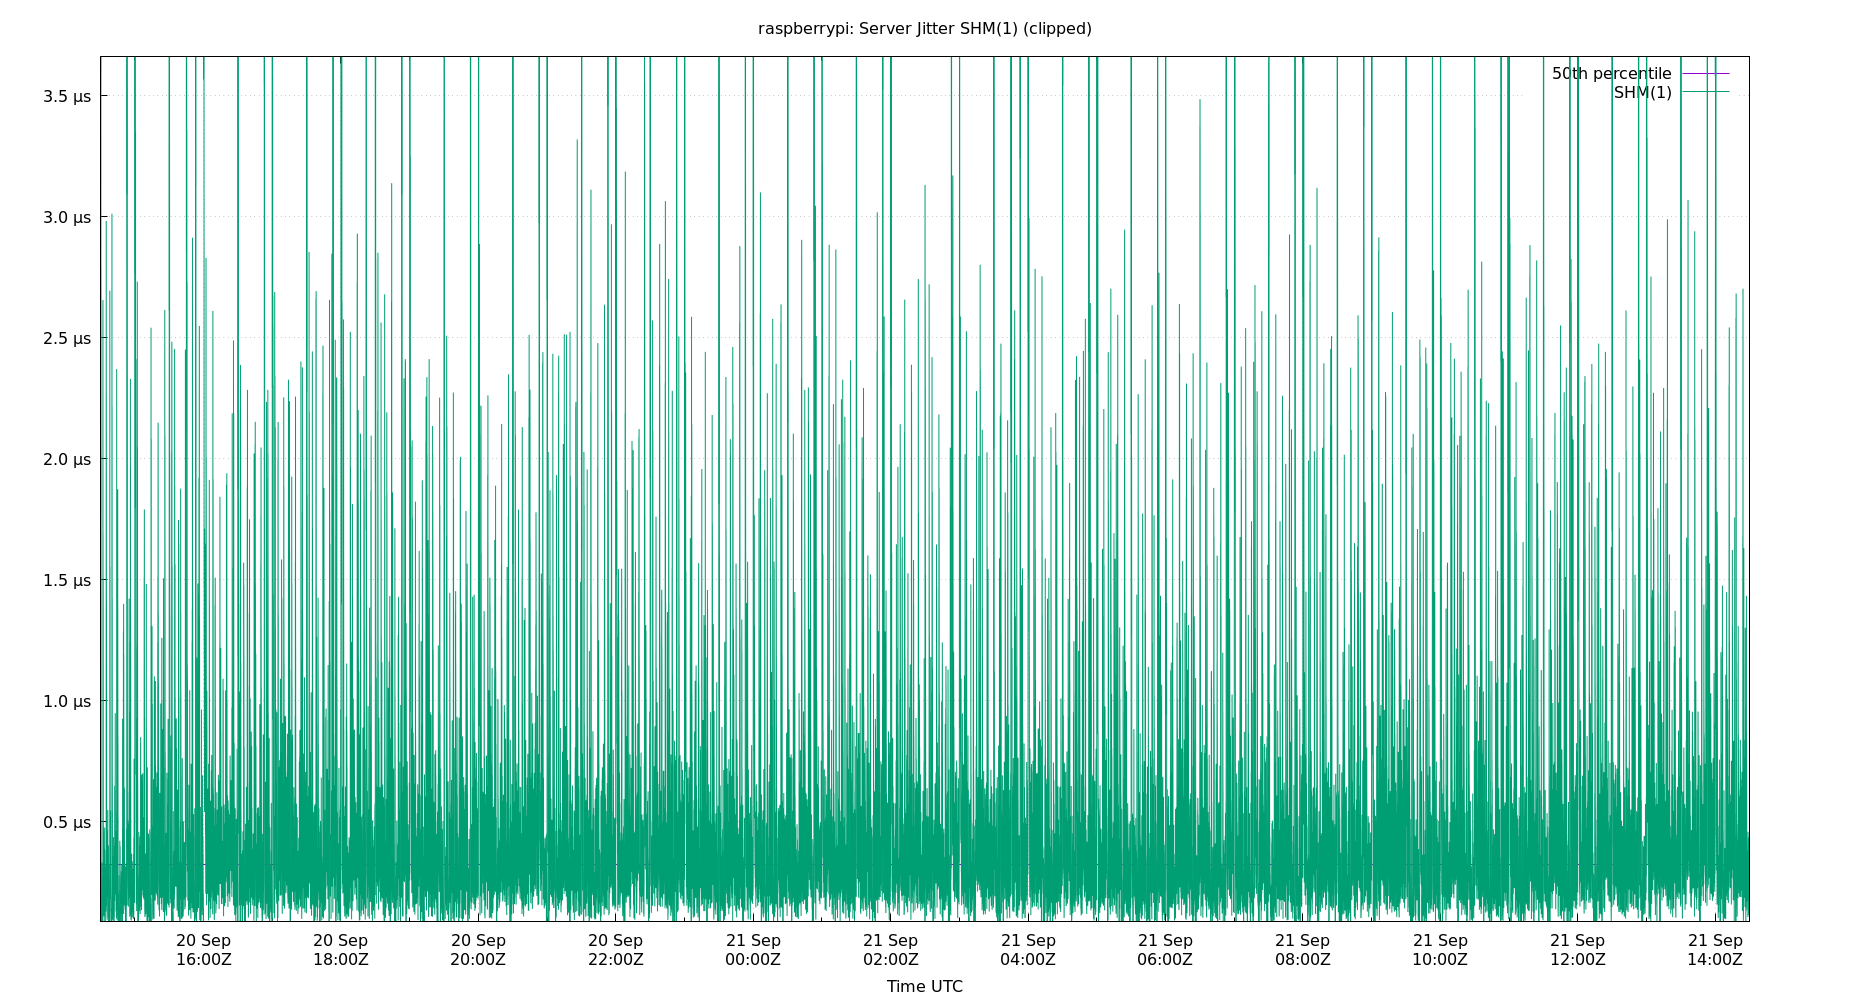 raspberrypi: Server Jitter SHM(1) (clipped)
50th percentile
SHM(1)
3.5 µs
3.0 µs
2.5 µs
2.0 µs
1.5 µs
1.0 µs
0.5 µs
20 Sep 20 Sep 20 Sep 20 Sep 21 Sep 21 Sep 21 Sep 21 Sep 21 Sep 21 Sep 21 Sep 21 Sep
16:00Z 18:00Z 20:00Z 22:00Z 00:00Z 02:00Z 04:00Z 06:00Z 08:00Z 10:00Z 12:00Z 14:00Z
Time UTC